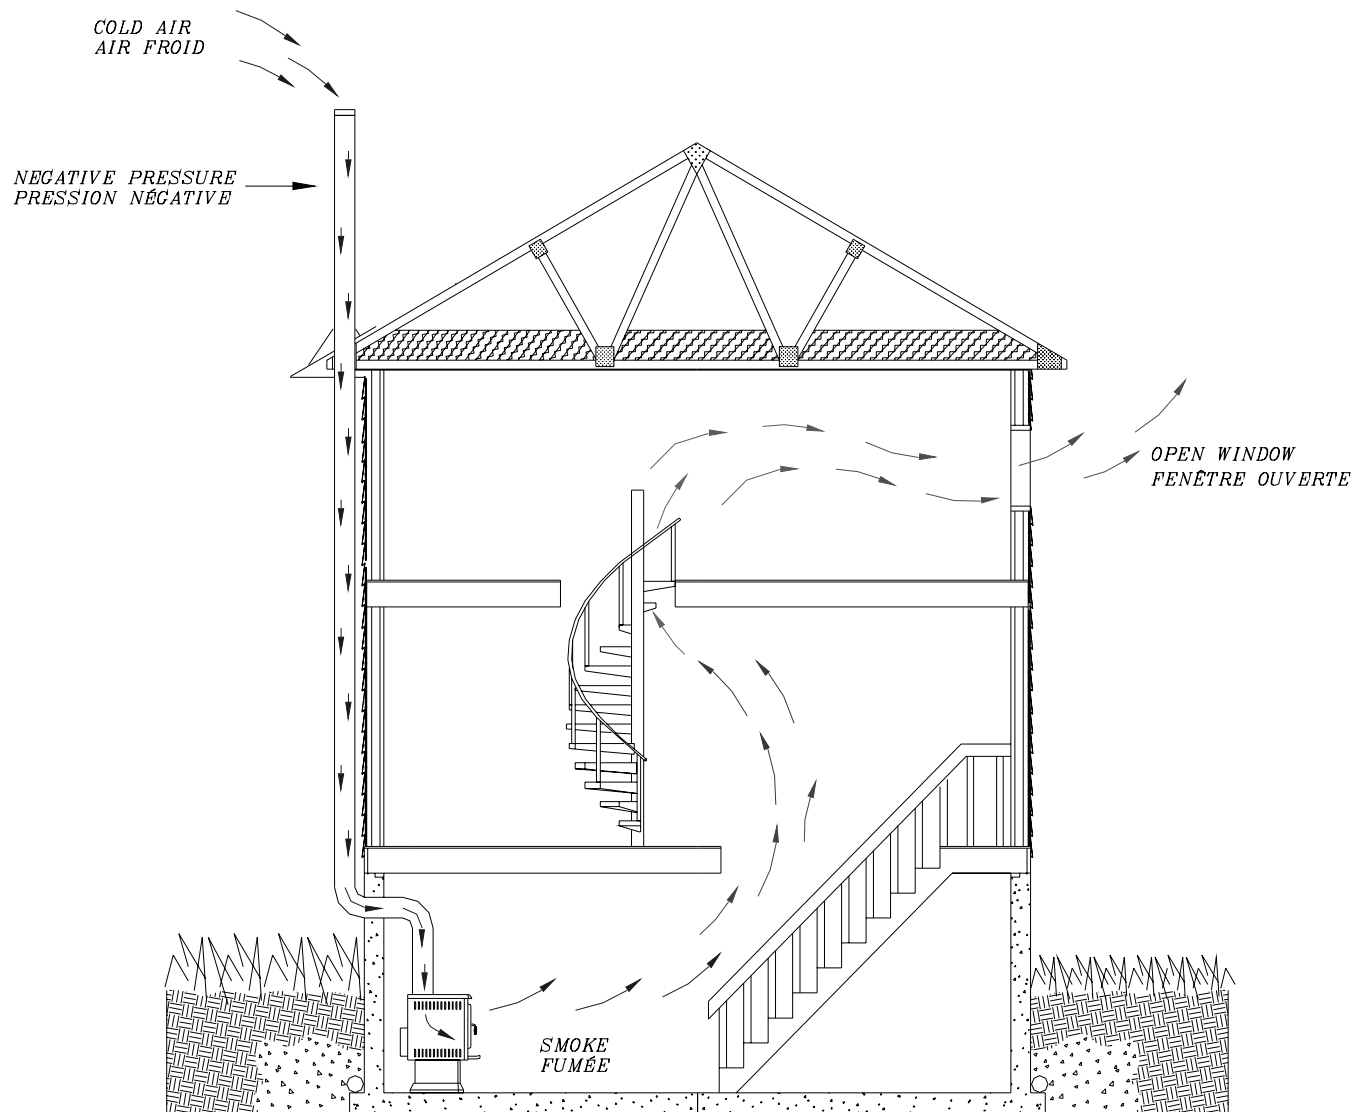 COLD AIR
AIR FROID
NEGATIVE PRESSURE
PRESSION NÉGATIVE
OPEN WINDOW
FENÊTRE OUVERTE
SMOKE
FUMÉE